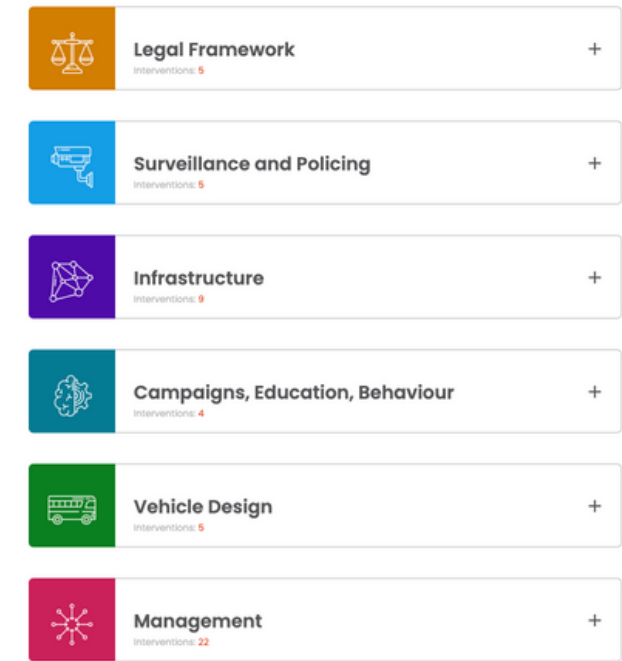 Legal Framework
+
Interventions: 5
Surveillance and Policing
+
Interventions: 5
Infrastructure
+
Interventions: 9
Campaigns, Education, Behaviour
+
Interventions: 4
Vehicle Design
+
Interventions: 5
Management
+
Interventions: 22